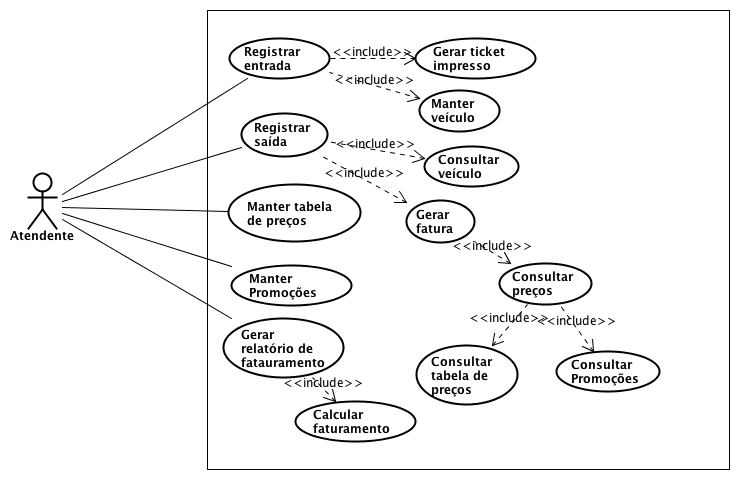 Registrar
entrada
<<include>>
Gerar ticket
impresso
<<include>>
Manter
veículo
Registrar
saída
<<include>>
Consultar
veículo
<<include>>
Manter tabela
de preços
Gerar
fatura
Atendente
<<include>>
Manter
Promoções
Consultar
preços
<<include>>
<<include>>
Gerar
relatório de
fatauramento
Consultar
tabela de
preços
Consultar
Promoções
<<include>>
Calcular
faturamento